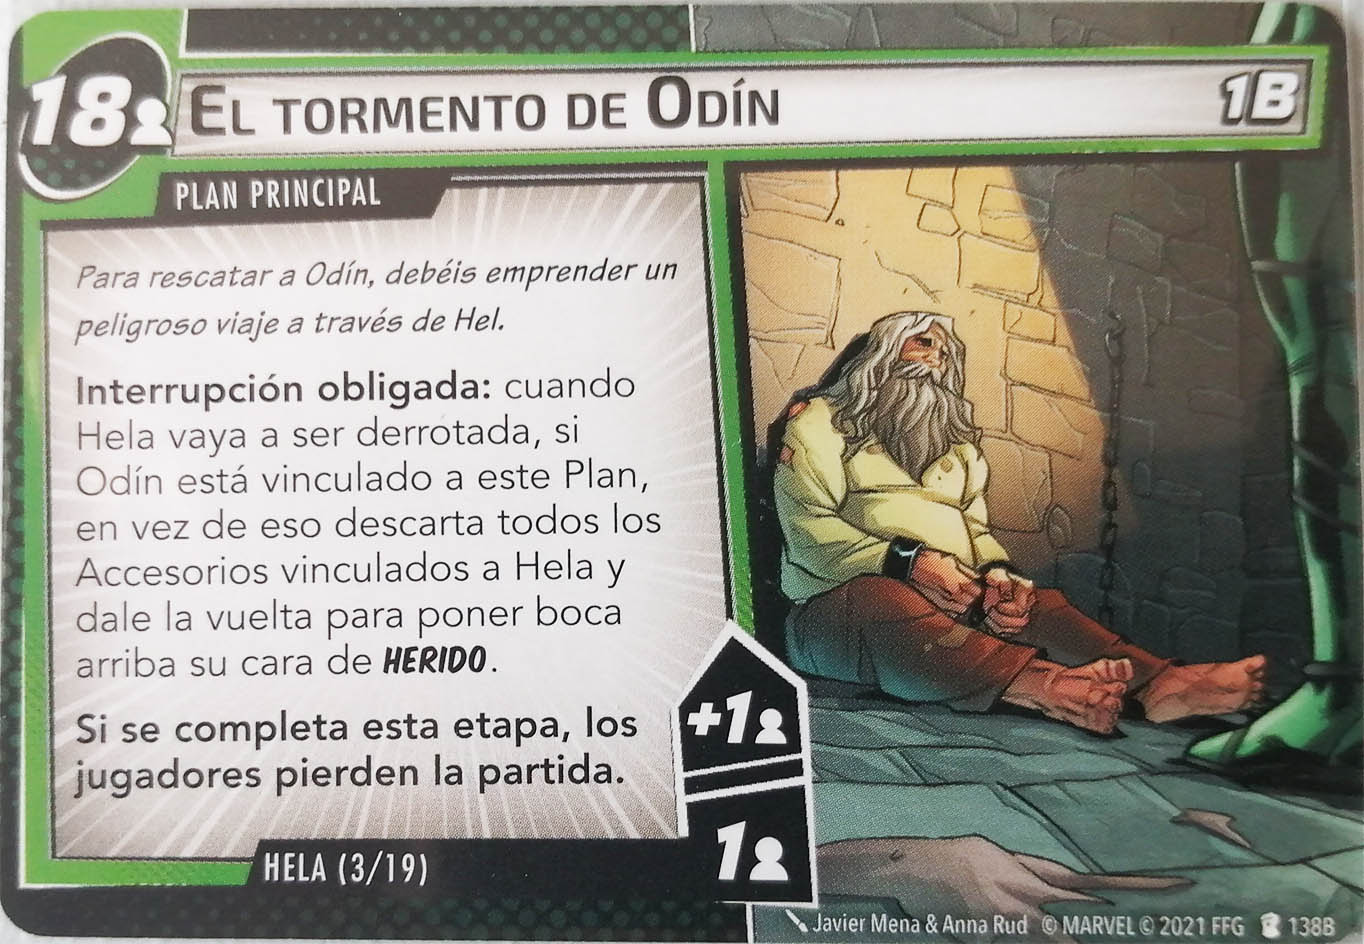 18
El tormento de Odín
1B
PLAN PRINCIPAL
Para rescatar a Odín, debéis emprender un
peligroso viaje a través de Hel.
Interrupción obligada: cuando
Hela vaya a ser derrotada, si
Odín está vinculado a este Plan,
en vez de eso descarta todos los
Accesorios vinculados a Hela y
dale la vuelta para poner boca
arriba su cara de HERIDO.
Si se completa esta etapa, los
jugadores pierden la partida.
+1
1
HELA (3/19)
Javier Mena & Anna Rud © MARVEL © 2021 FFG 138B